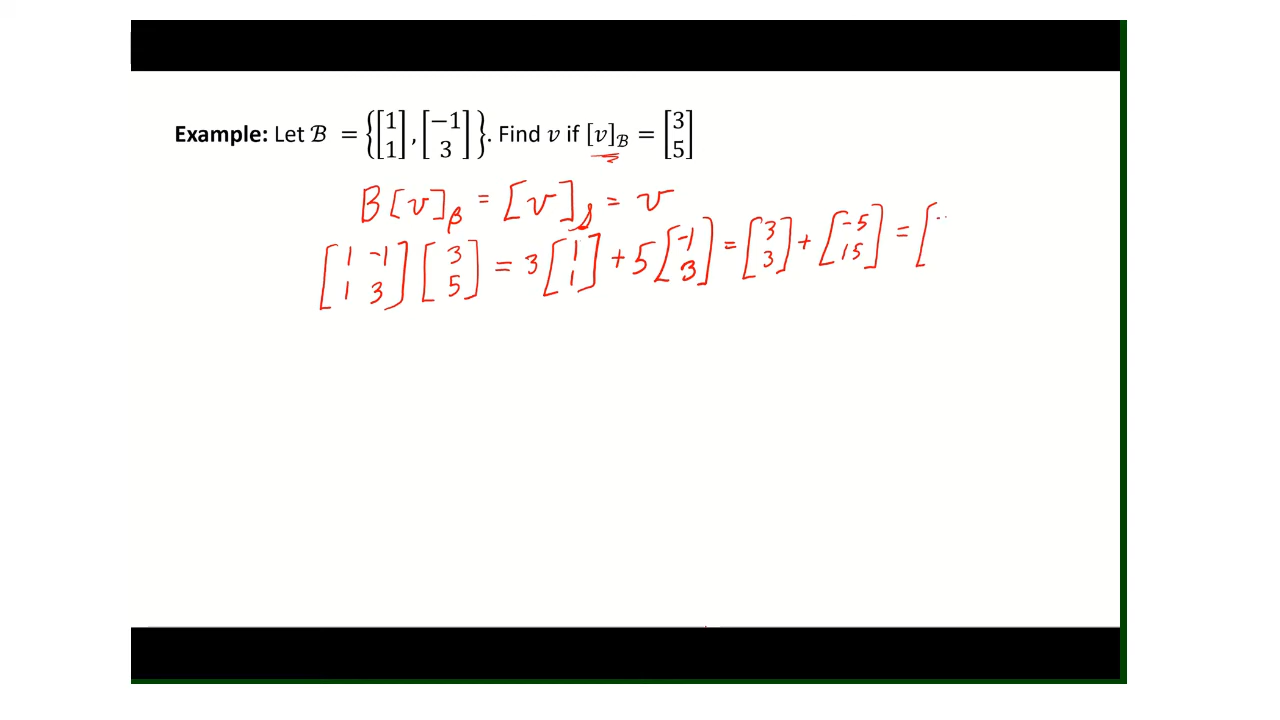 Example: Let ℬ = {[1 1], [−1 3]}. Find v if [v]ℬ = [3 5]
B[v]β = [v]S = v
[1 -1 1 3][3 5] = 3[1 1] + 5[-1 3] = [3 3] + [-5 15] = [